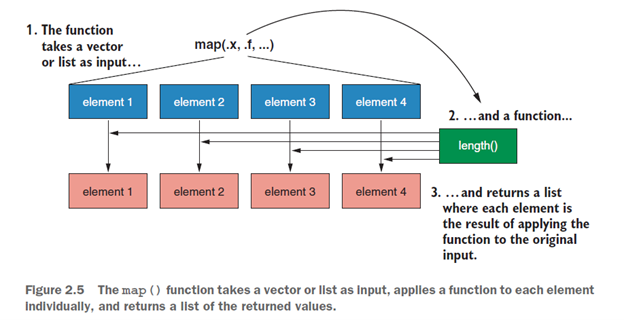 1. The function
takes a vector
or list as input…
map(.x, .f, ...)
element 1
element 2
element 3
element 4
2. …and a function…
length()
element 1
element 2
element 3
element 4
3. …and returns a list
where each element is
the result of applying the
function to the original
input.
Figure 2.5 The map () function takes a vector or list as input, applies a function to each element
individually, and returns a list of the returned values.